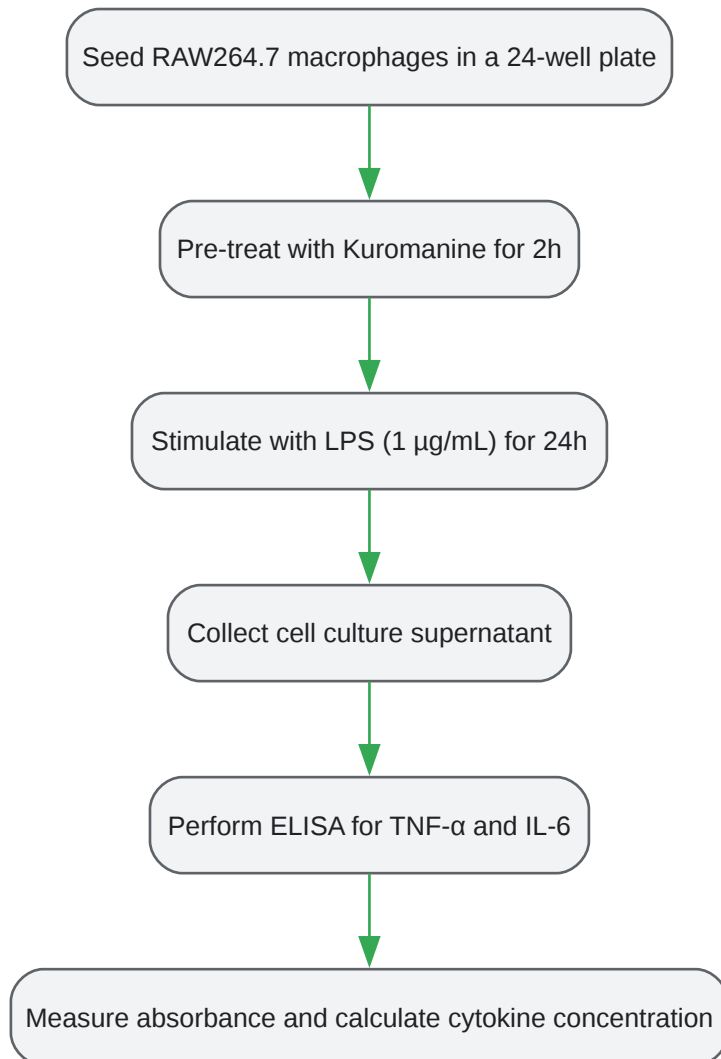 Seed RAW264.7 macrophages in a 24-well plate
Pre-treat with Kuromanine for 2h
Stimulate with LPS (1 µg/mL) for 24h
Collect cell culture supernatant
Perform ELISA for TNF-α and IL-6
Measure absorbance and calculate cytokine concentration